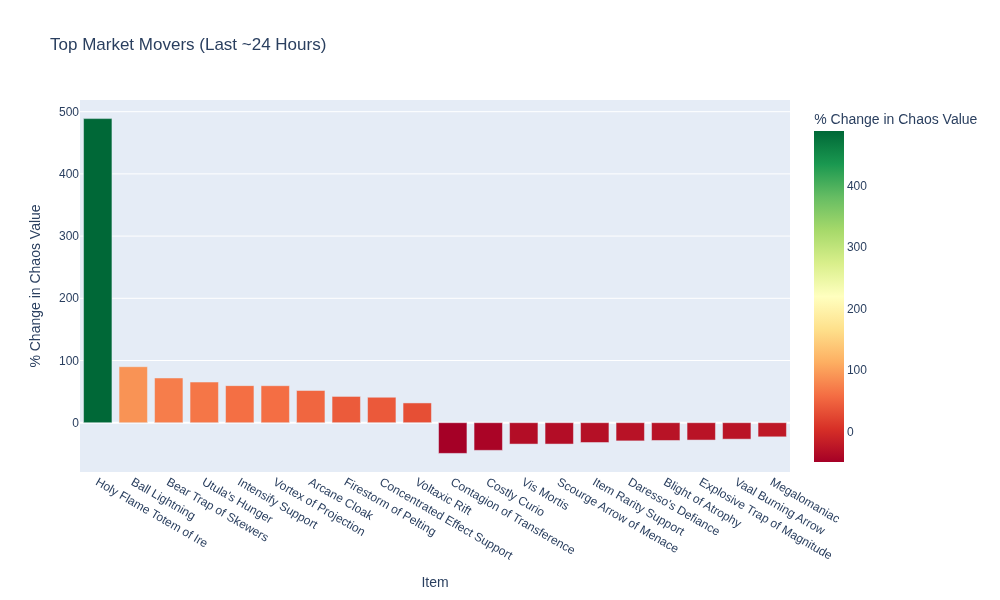 Top Market Movers (Last ~24 Hours)
% Change in Chaos Value
500
400
300
200
100
0
Holy Flame Totem of Ire
Ball Lightning
Bear Trap of Skewers
Utula's Hunger
Intensify Support
Vortex of Projection
Arcane Cloak
Firestorm of Pelting
Concentrated Effect Support
Voltaxic Rift
Contagion of Transference
Costly Curio
Vis Mortis
Scourge Arrow of Menace
Item Rarity Support
Daresso's Defiance
Blight of Atrophy
Explosive Trap of Magnitude
Vaal Burning Arrow
Megalomaniac
Item
% Change in Chaos Value
400
300
200
100
0